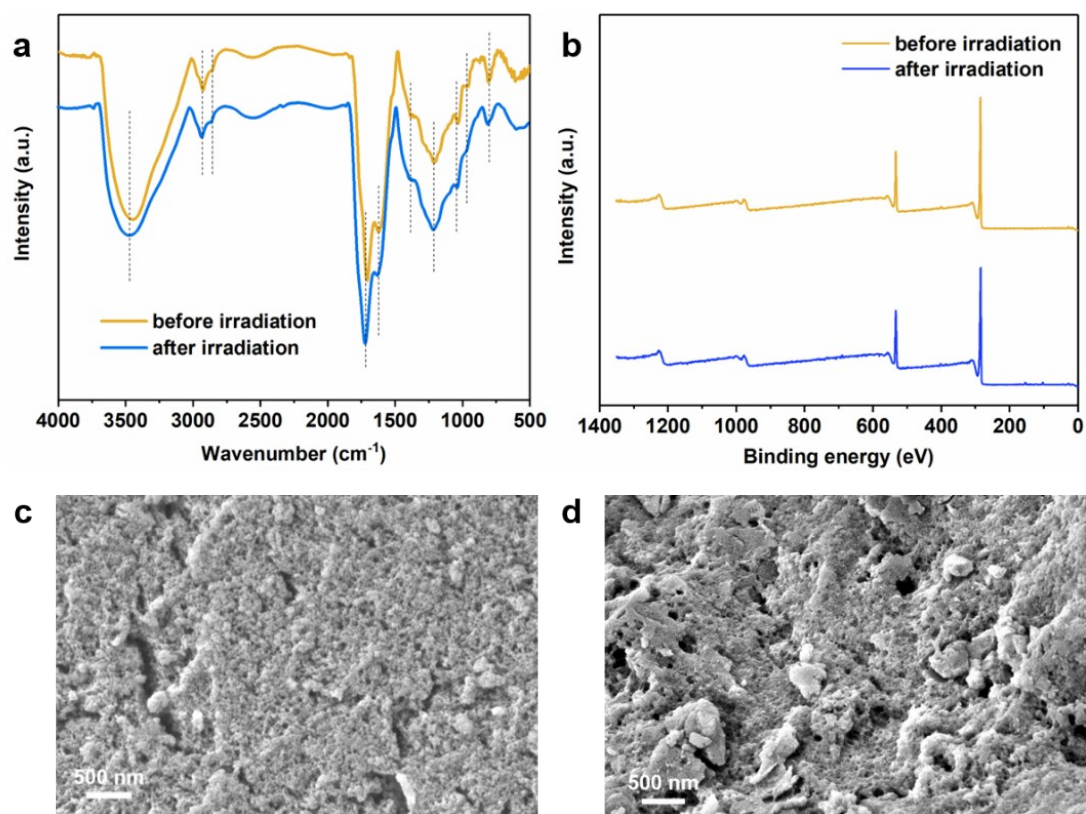 a
Intensity (a.u.)
before irradiation
after irradiation
4000 3500 3000 2500 2000 1500 1000 500
Wavenumber (cm⁻¹)
b
before irradiation
after irradiation
Intensity (a.u.)
1400 1200 1000 800 600 400 200 0
Binding energy (eV)
c
500 nm
d
500 nm